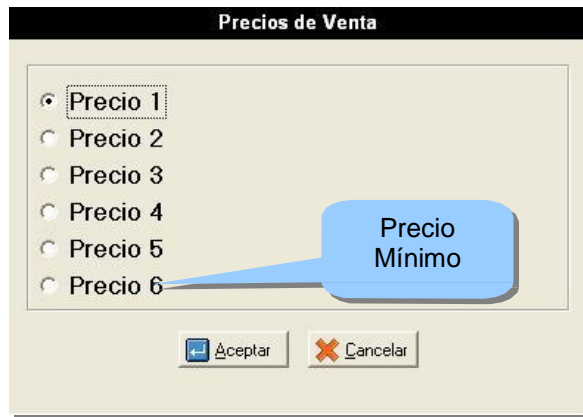 Precios de Venta
Precio 1
Precio 2
Precio 3
Precio 4
Precio 5
Precio 6
Precio
Mínimo
Aceptar
Cancelar